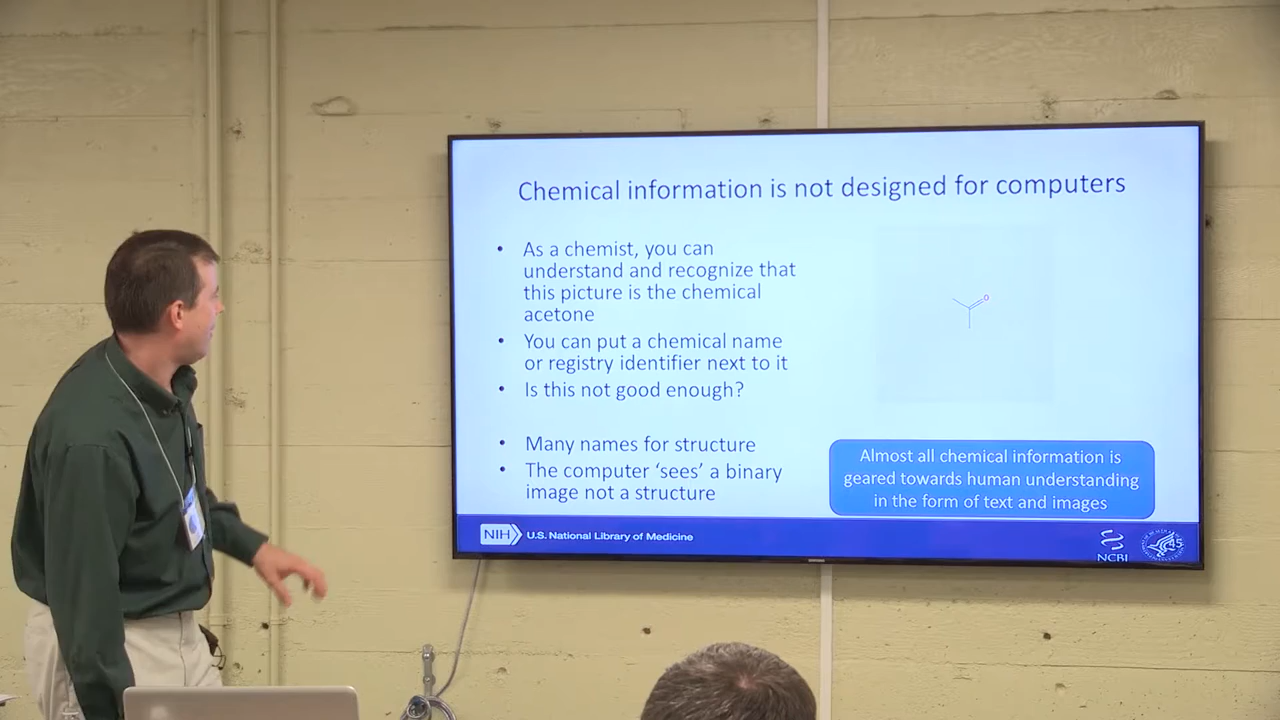 Chemical information is not designed for computers
• As a chemist, you can
understand and recognize that
this picture is the chemical
acetone
• You can put a chemical name
or registry identifier next to it
• Is this not good enough?
• Many names for structure
• The computer ‘sees’ a binary
image not a structure
O
Almost all chemical information is
geared towards human understanding
in the form of text and images
NIH U.S. National Library of Medicine
NCBI
45